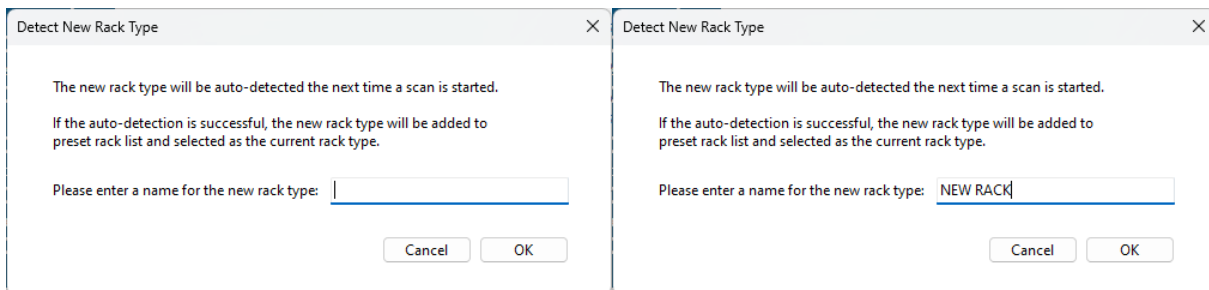 Detect New Rack Type
The new rack type will be auto-detected the next time a scan is started.
If the auto-detection is successful, the new rack type will be added to
preset rack list and selected as the current rack type.
Please enter a name for the new rack type:
Cancel OK
Detect New Rack Type
The new rack type will be auto-detected the next time a scan is started.
If the auto-detection is successful, the new rack type will be added to
preset rack list and selected as the current rack type.
Please enter a name for the new rack type: NEW RACK
Cancel OK